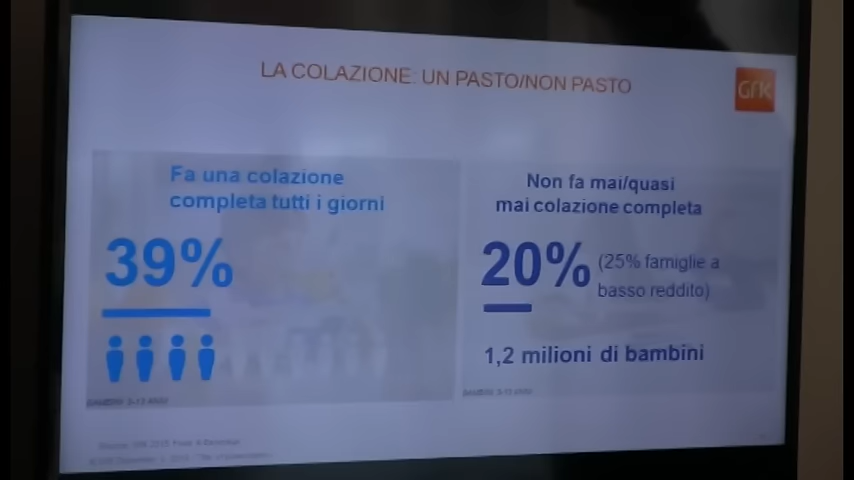 LA COLAZIONE: UN PASTO/NON PASTO
GfK
Fa una colazione
completa tutti i giorni
39%
Non fa mai/quasi
mai colazione completa
20% (25% famiglie a
basso reddito)
1,2 milioni di bambini